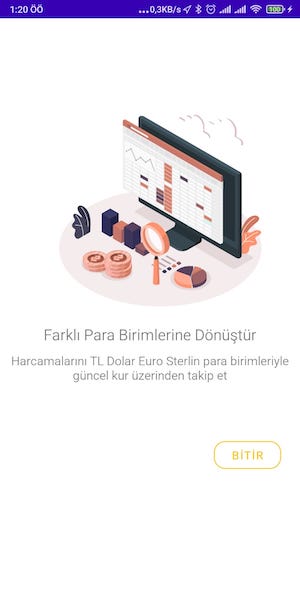 1:20 ÖÖ ...0,3KB/s 100
Farklı Para Birimlerine Dönüştür
Harcamalarını TL Dolar Euro Sterlin para birimleriyle
güncel kur üzerinden takip et
BİTİR